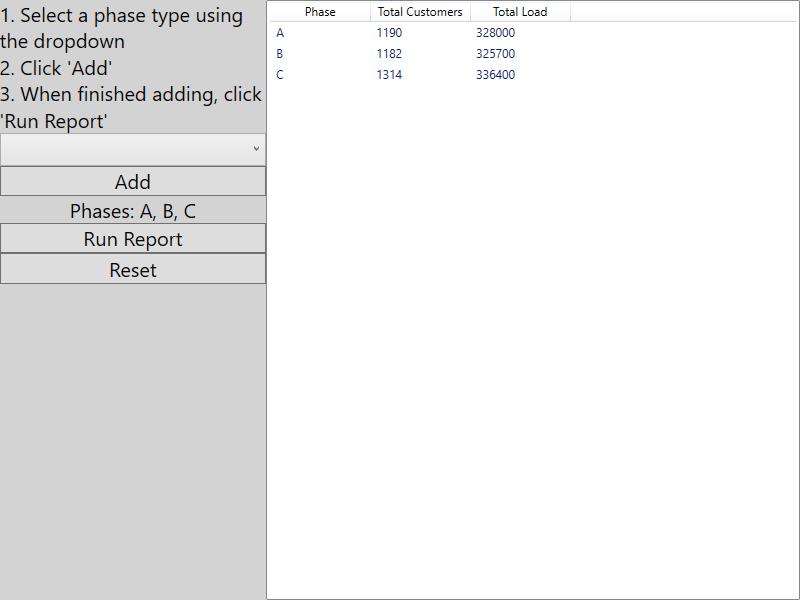 1. Select a phase type using
the dropdown
2. Click 'Add'
3. When finished adding, click
'Run Report'
Add
Phases: A, B, C
Run Report
Reset
Phase Total Customers Total Load
A 1190 328000
B 1182 325700
C 1314 336400